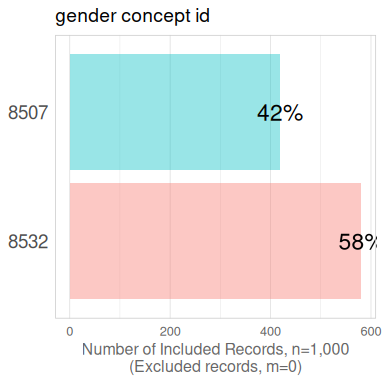 gender concept id
8507
42%
8532
58%
0 200 400 600
Number of Included Records, n=1,000
(Excluded records, m=0)